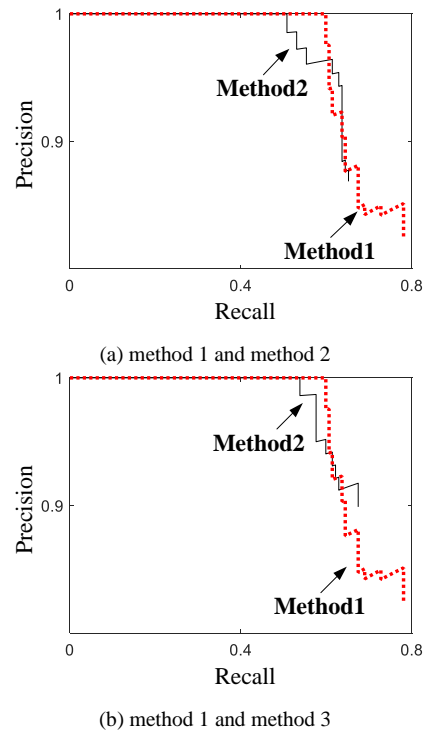 1
Method2
0.9
Precision
Method1
0
0.4
0.8
Recall
(a) method 1 and method 2
1
Method2
0.9
Precision
Method1
0
0.4
0.8
Recall
(b) method 1 and method 3